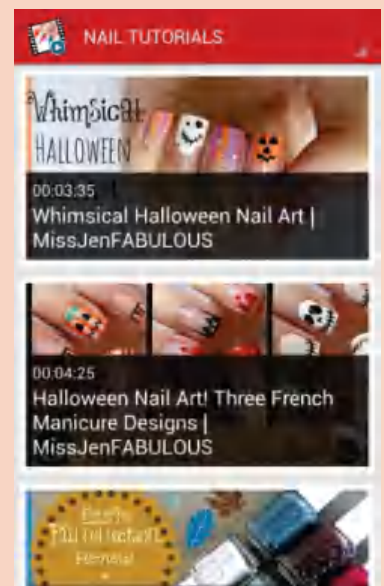 NAIL TUTORIALS
Whimsical
HALLOWEEN
00:03:35
Whimsical Halloween Nail Art |
MissJenFABULOUS
00:04:25
Halloween Nail Art! Three French
Manicure Designs |
MissJenFABULOUS
Fall